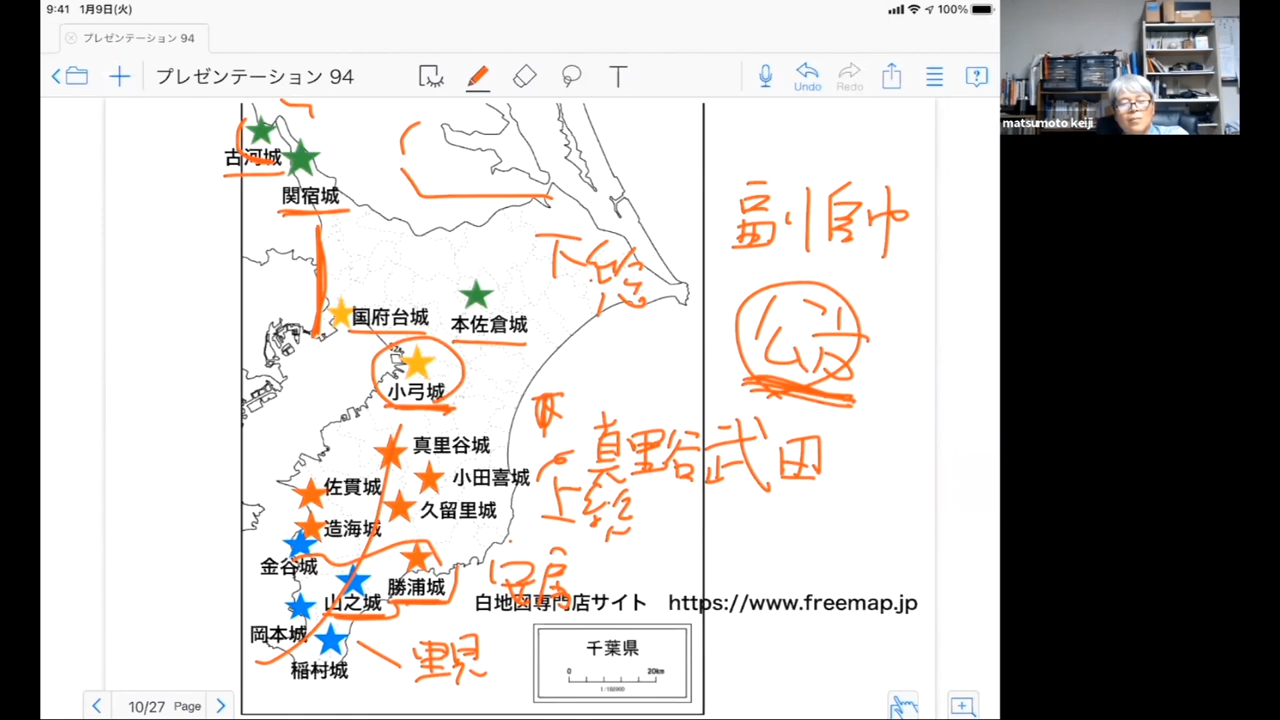 9:41 1月9日(火)
100%
プレゼンテーション 94
プレゼンテーション 94
T
Undo
Redo
matsumoto keiji
古河城
関宿城
副帥
下総
国府台城
本佐倉城
公方
小弓城
真里谷城
真里谷武田
小田喜城
佐貫城
久留里城
上総
造海城
金谷城
勝浦城
安房
山之城
白地図専門店サイト https://www.freemap.jp
岡本城
稲村城
里見
千葉県
0 20km
10/27 Page